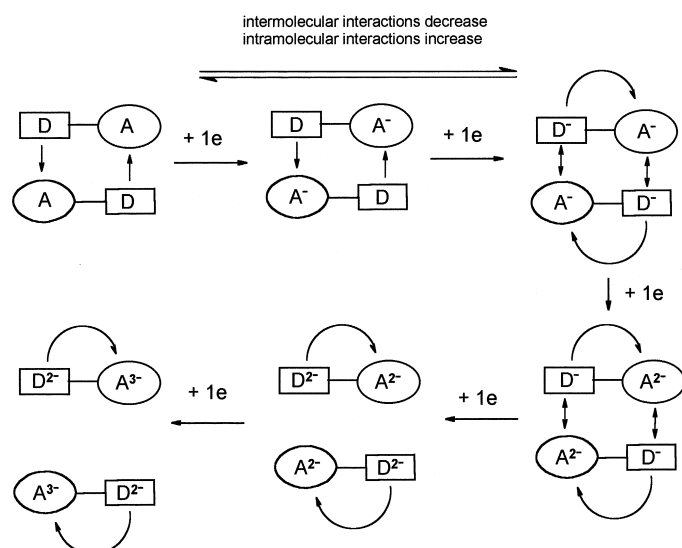 intermolecular interactions decrease
intramolecular interactions increase
D A
A D
+ 1e
D A⁻
A⁻ D
+ 1e
D⁻ A⁻
A⁻ D⁻
+ 1e
D²⁻ A³⁻
A³⁻ D²⁻
+ 1e
D²⁻ A²⁻
A²⁻ D²⁻
+ 1e
D⁻ A²⁻
A²⁻ D⁻